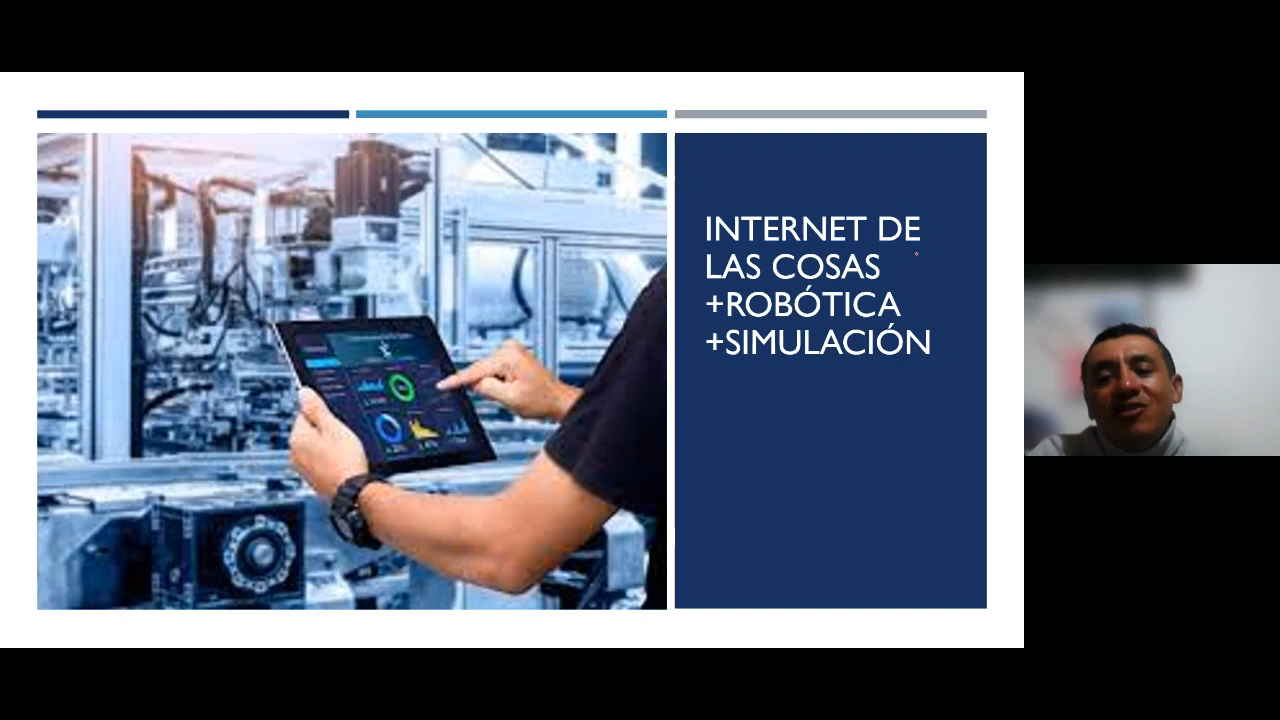 INTERNET DE
LAS COSAS
+ROBÓTICA
+SIMULACIÓN